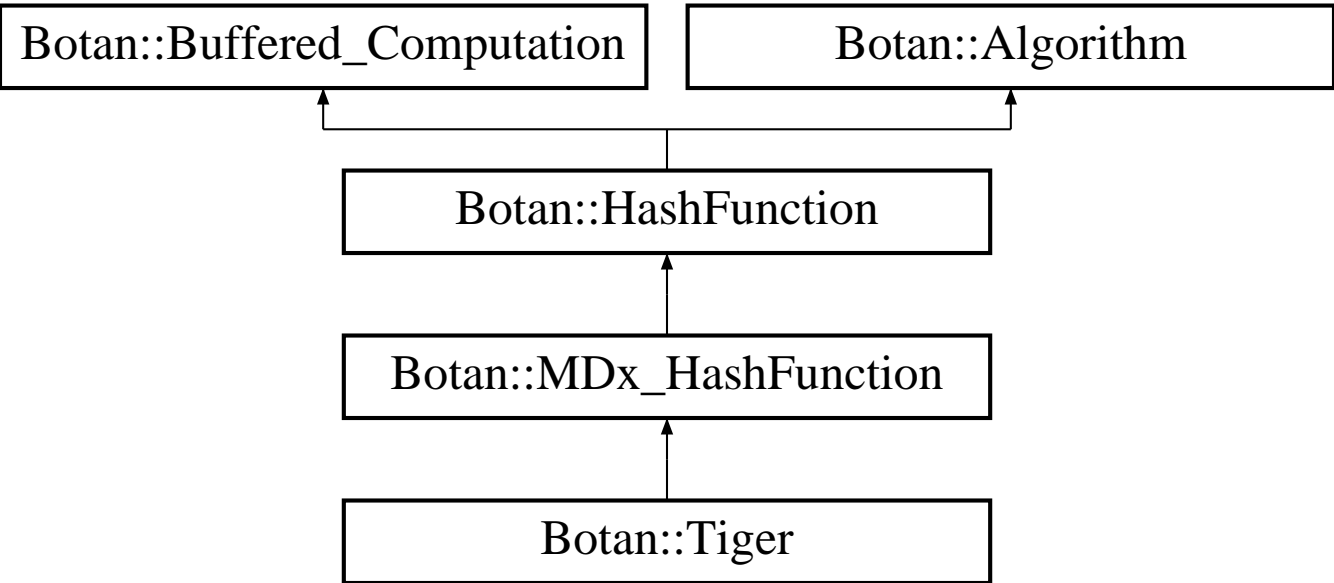 Botan::Buffered_Computation
Botan::Algorithm
Botan::HashFunction
Botan::MDx_HashFunction
Botan::Tiger